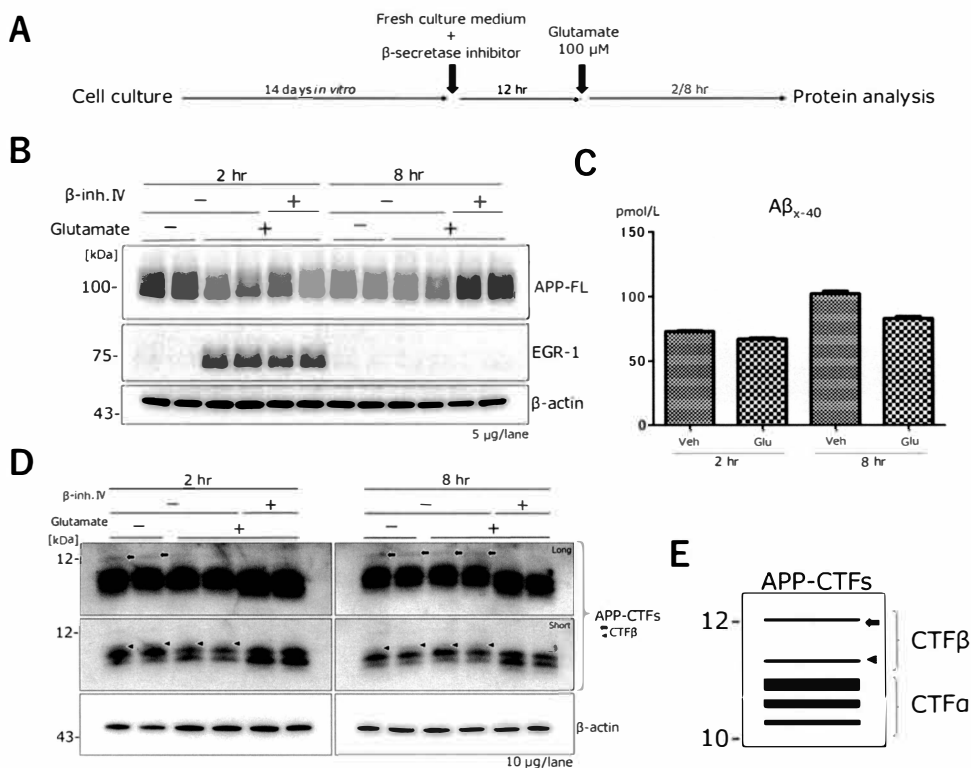 A
Fresh culture medium
+
β-secretase inhibitor
Glutamate
100 µM
Cell culture
14 days in vitro
12 hr
2/8 hr
Protein analysis
B
2 hr
8 hr
β-inh.IV
−
+
−
+
Glutamate
−
+
−
+
[kDa]
100-
APP-FL
75-
EGR-1
43-
β-actin
5 µg/lane
C
pmol/L
Aβx-40
150
100
50
0
Veh
Glu
Veh
Glu
2 hr
8 hr
D
2 hr
8 hr
β-inh.IV
−
+
−
+
Glutamate
−
+
−
+
[kDa]
12-
Long
12-
Short
APP-CTFs
CTFβ
43-
β-actin
10 µg/lane
E
APP-CTFs
12-
CTFβ
CTFα
10-